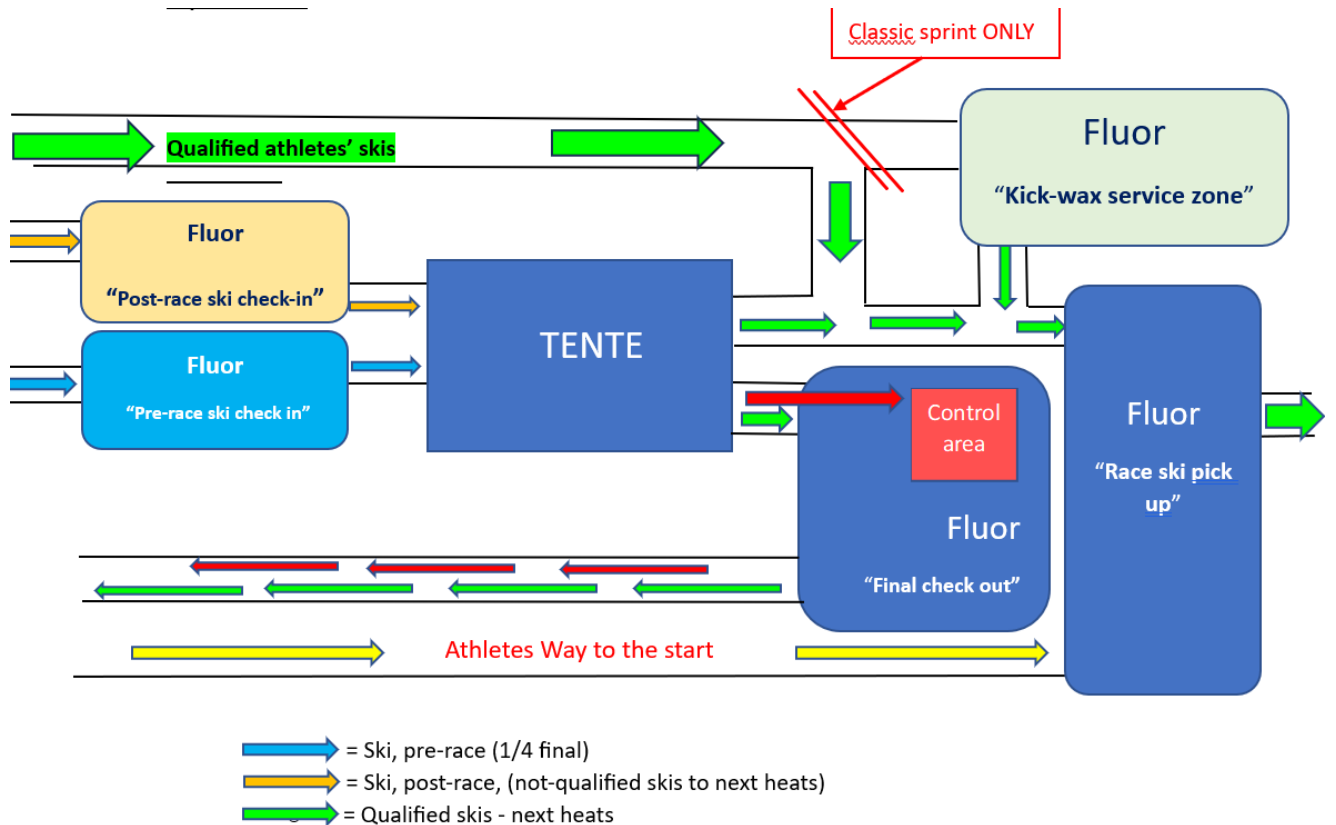 Classic sprint ONLY
Qualified athletes’ skis
Fluor
“Kick-wax service zone”
Fluor
“Post-race ski check-in”
Fluor
“Pre-race ski check in”
TENTE
Control
area
Fluor
“Final check out”
Fluor
“Race ski pick
up”
Athletes Way to the start
= Ski, pre-race (1/4 final)
= Ski, post-race, (not-qualified skis to next heats)
= Qualified skis - next heats